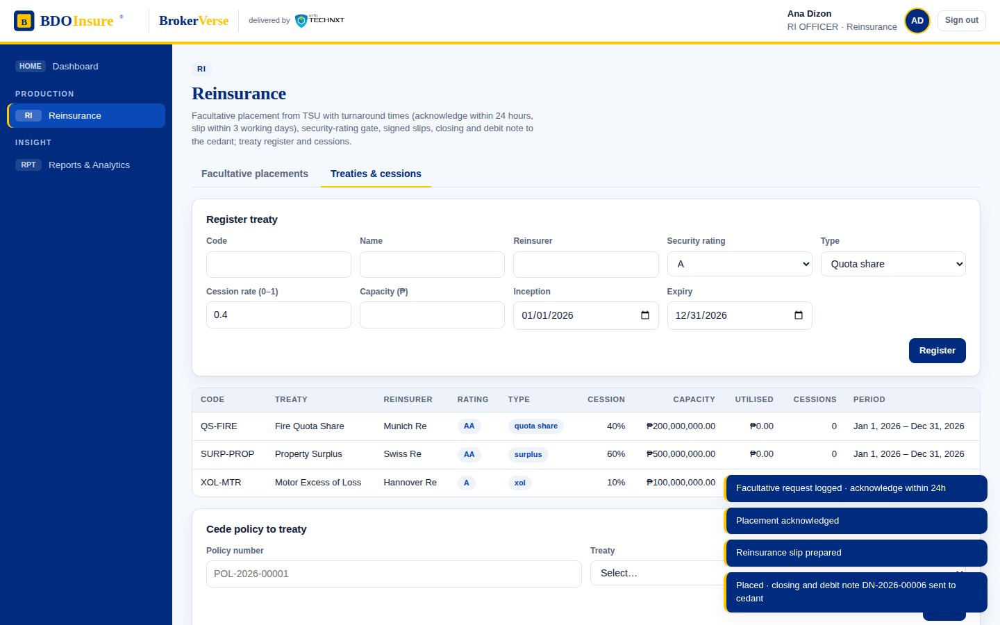 BDOInsure ®
BrokerVerse
delivered by TECHNXT
Ana Dizon
RI OFFICER · Reinsurance
AD
Sign out
HOME Dashboard
PRODUCTION
RI Reinsurance
INSIGHT
RPT Reports & Analytics
RI
Reinsurance
Facultative placement from TSU with turnaround times (acknowledge within 24 hours,
slip within 3 working days), security-rating gate, signed slips, closing and debit note to
the cedant; treaty register and cessions.
Facultative placements Treaties & cessions
Register treaty
Code Name Reinsurer Security rating Type
A Quota share
Cession rate (0–1) Capacity (₱) Inception Expiry
0.4 01/01/2026 12/31/2026
Register
CODE TREATY REINSURER RATING TYPE CESSION CAPACITY UTILISED CESSIONS PERIOD
QS-FIRE Fire Quota Share Munich Re AA quota share 40% ₱200,000,000.00 ₱0.00 0 Jan 1, 2026 – Dec 31, 2026
SURP-PROP Property Surplus Swiss Re AA surplus 60% ₱500,000,000.00 ₱0.00 0 Jan 1, 2026 – Dec 31, 2026
XOL-MTR Motor Excess of Loss Hannover Re A xol 10% ₱100,000,000.00
Facultative request logged · acknowledge within 24h
Placement acknowledged
Reinsurance slip prepared
Placed · closing and debit note DN-2026-00006 sent to
cedant
Cede policy to treaty
Policy number Treaty
POL-2026-00001 Select…